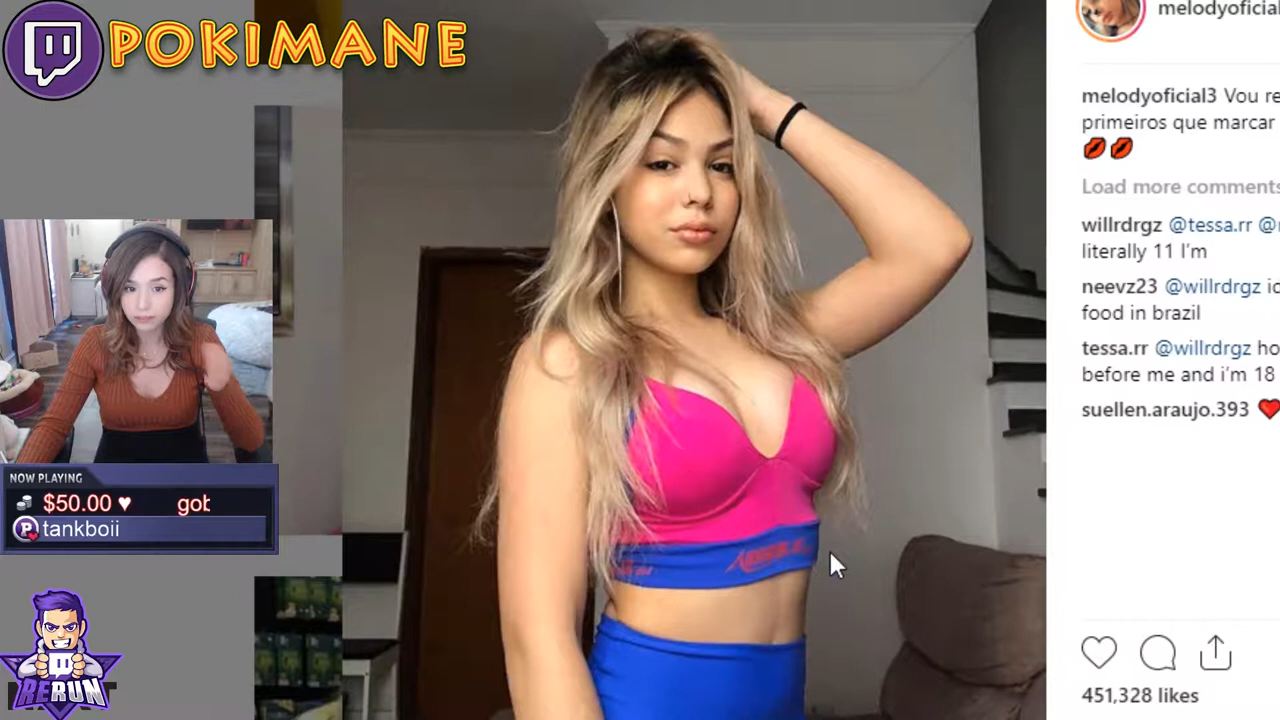 POKIMANE
melodyoficial
melodyoficial3 Vou re
primeiros que marcar
Load more comments
willrdrgz @tessa.rr @
literally 11 I'm
neevz23 @willrdrgz
food in brazil
tessa.rr @willrdrgz ho
before me and i'm 18
suellen.araujo.393
451,328 likes
NOW PLAYING
$50.00 ♥ got
tankboii
RERUN